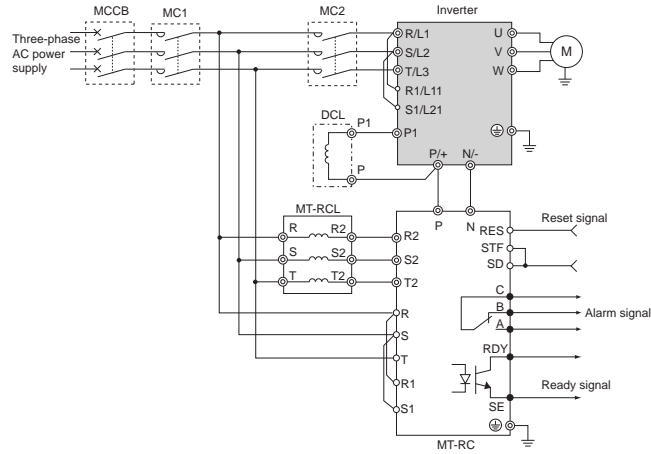 MCCB MC1 MC2 Inverter
Three-phase
AC power
supply
R/L1 U
S/L2 V M
T/L3 W
R1/L11
S1/L21
DCL
P1 P1
P
P/+ N/-
P N
MT-RCL
R R2 R2
S S2 S2
T T2 T2
RES Reset signal
STF
SD
C
B Alarm signal
A
R
S
T
RDY
R1
Ready signal
S1
SE
MT-RC